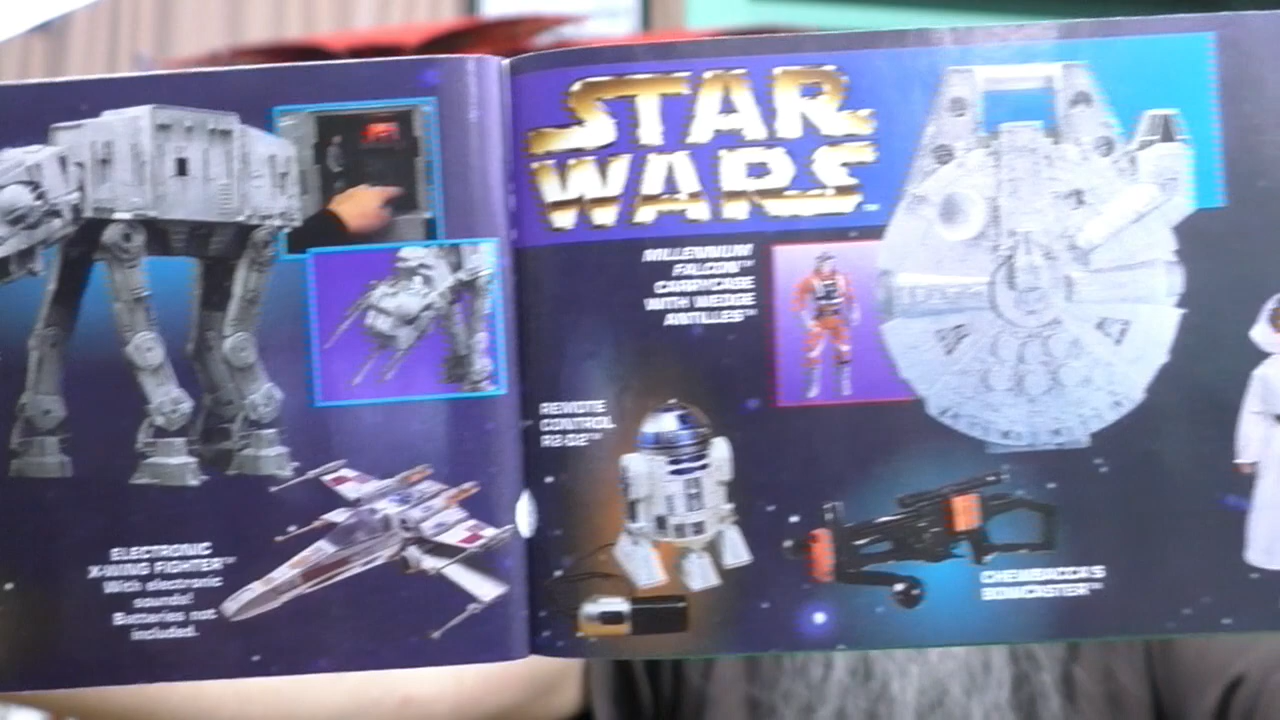 ELECTRONIC
X-WING FIGHTER™
With electronic
sounds!
Batteries not
included.
STAR
WARS™
MILLENNIUM
FALCON™
CARRYCASE
WITH WEDGE
ANTILLES™
REMOTE
CONTROL
R2-D2™
CHEWBACCA'S
BOWCASTER™